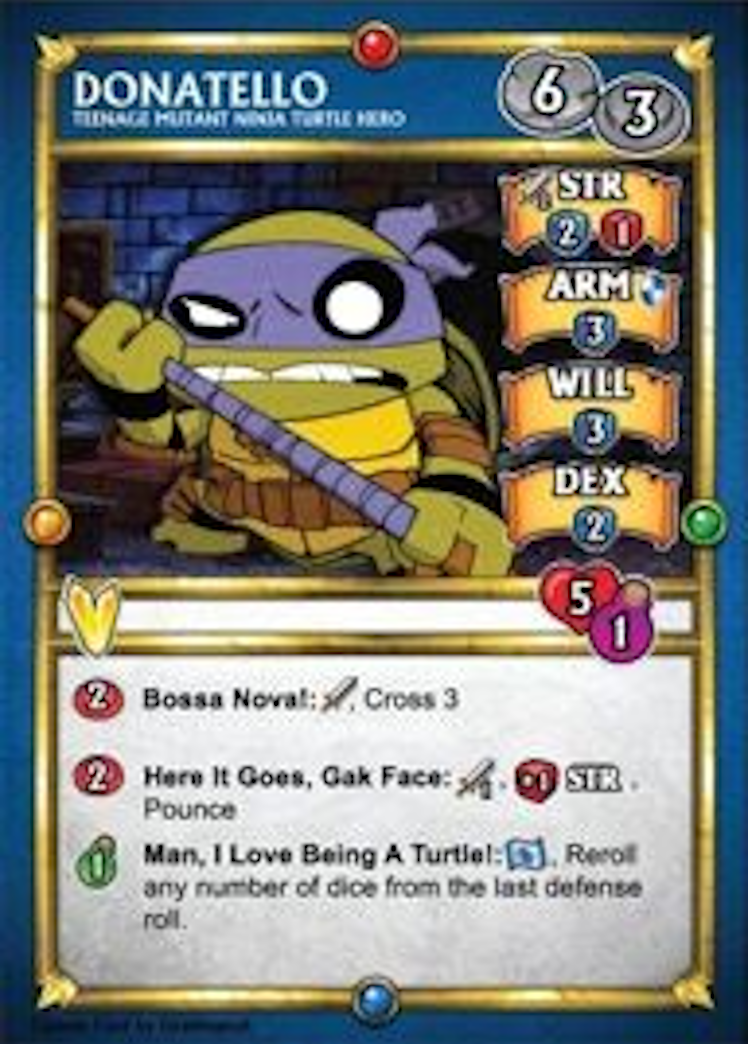 DONATELLO
TEENAGE MUTANT NINJA TURTLE HERO
6 3
STR
2 1
ARM
3
WILL
3
DEX
2
5
1
2 Bossa Nova!: , Cross 3
2 Here It Goes, Gak Face: , +1 STR ,
Pounce
1 Man, I Love Being A Turtle!: , Reroll
any number of dice from the last defense
roll.